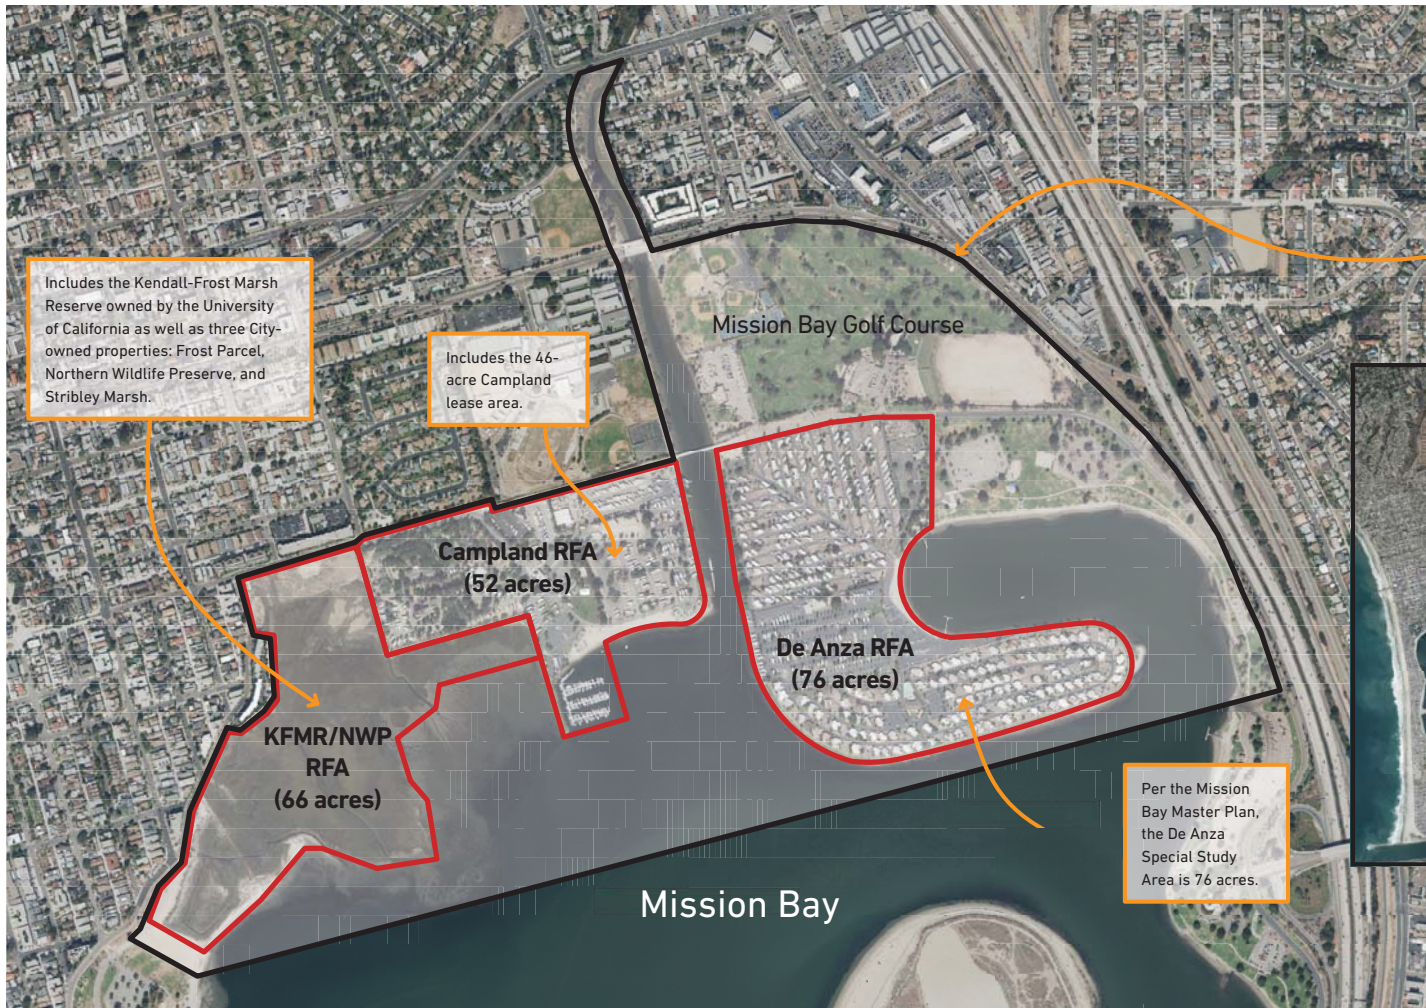 Includes the Kendall-Frost Marsh
Reserve owned by the University
of California as well as three City-
owned properties: Frost Parcel,
Northern Wildlife Preserve, and
Stribley Marsh.
Includes the 46-
acre Campland
lease area.
Mission Bay Golf Course
Campland RFA
(52 acres)
De Anza RFA
(76 acres)
KFMR/NWP
RFA
(66 acres)
Per the Mission
Bay Master Plan,
the De Anza
Special Study
Area is 76 acres.
Mission Bay